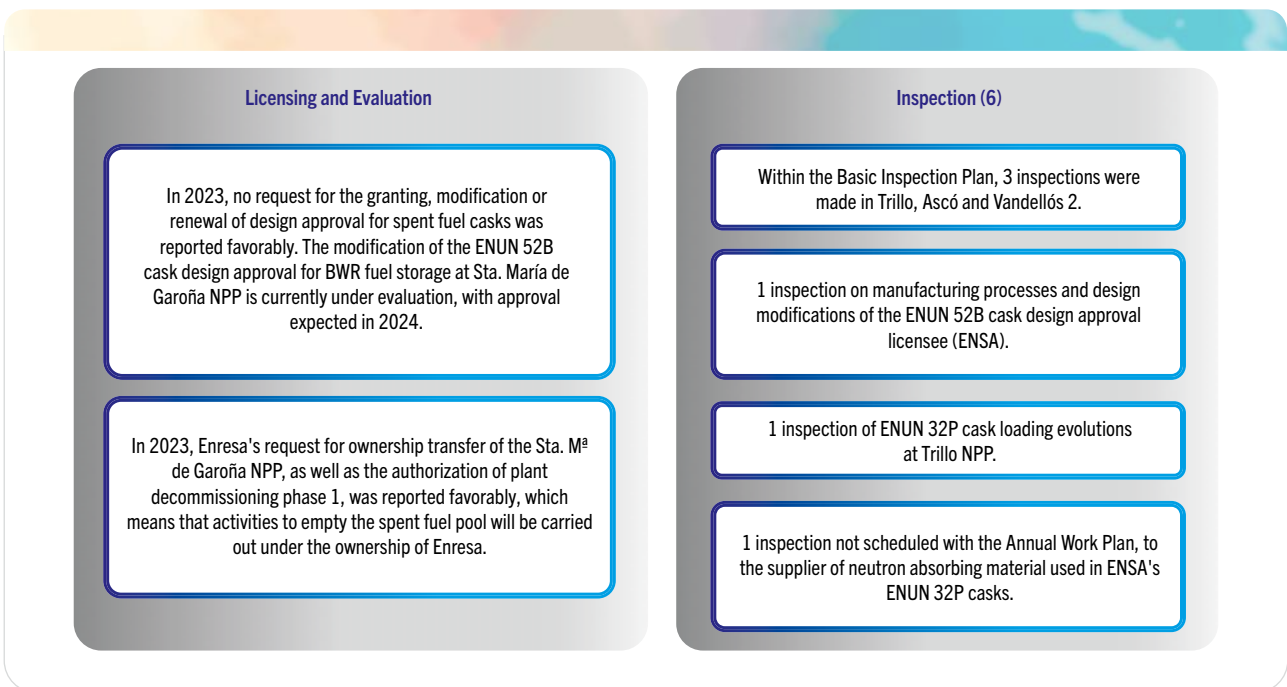 Licensing and Evaluation
In 2023, no request for the granting, modification or
renewal of design approval for spent fuel casks was
reported favorably. The modification of the ENUN 52B
cask design approval for BWR fuel storage at Sta. María de
Garoña NPP is currently under evaluation, with approval
expected in 2024.
In 2023, Enresa's request for ownership transfer of the Sta. Mª
de Garoña NPP, as well as the authorization of plant
decommissioning phase 1, was reported favorably, which
means that activities to empty the spent fuel pool will be carried
out under the ownership of Enresa.
Inspection (6)
Within the Basic Inspection Plan, 3 inspections were
made in Trillo, Ascó and Vandellós 2.
1 inspection on manufacturing processes and design
modifications of the ENUN 52B cask design approval
licensee (ENSA).
1 inspection of ENUN 32P cask loading evolutions
at Trillo NPP.
1 inspection not scheduled with the Annual Work Plan, to
the supplier of neutron absorbing material used in ENSA's
ENUN 32P casks.